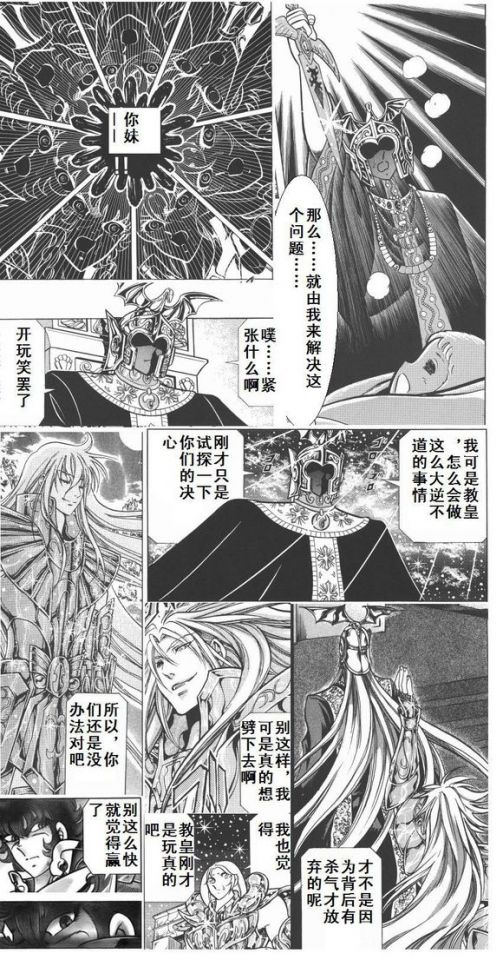 那么……就由我来解决这
个问题……
你妹
——!!
噗……紧
张什么啊
开玩笑罢了
我可是教皇
，怎么会做
这么大逆不
道的事情
刚才只是
试探一下
你们的决
心
所以，你
们还是没
办法对吧
别这样，我
可是真的想
劈下去啊
才不是因
为背后有
杀气才放
弃的呢
我也觉得
教皇刚才
是玩真的
吧
别这么快
就觉得赢
了